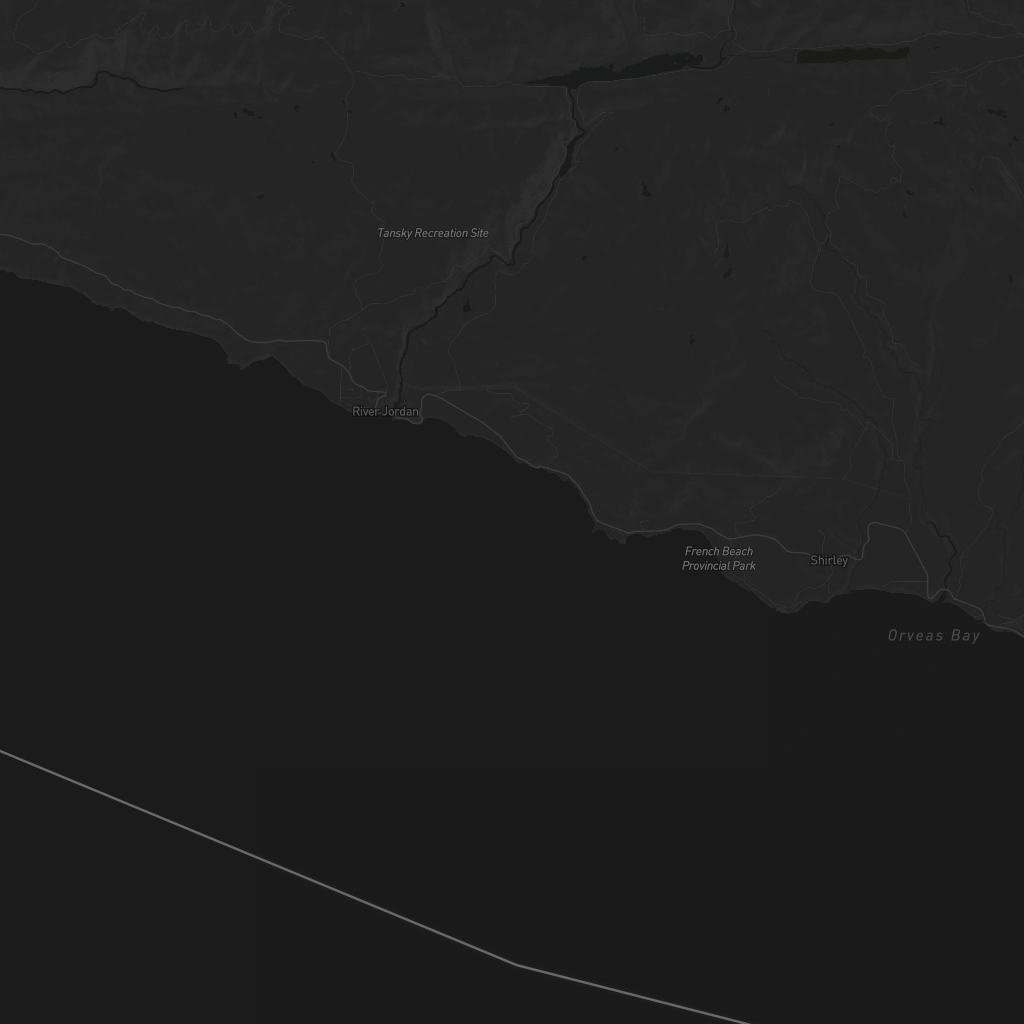 Tansky Recreation Site
River Jordan
French Beach
Provincial Park
Shirley
Orveas Bay